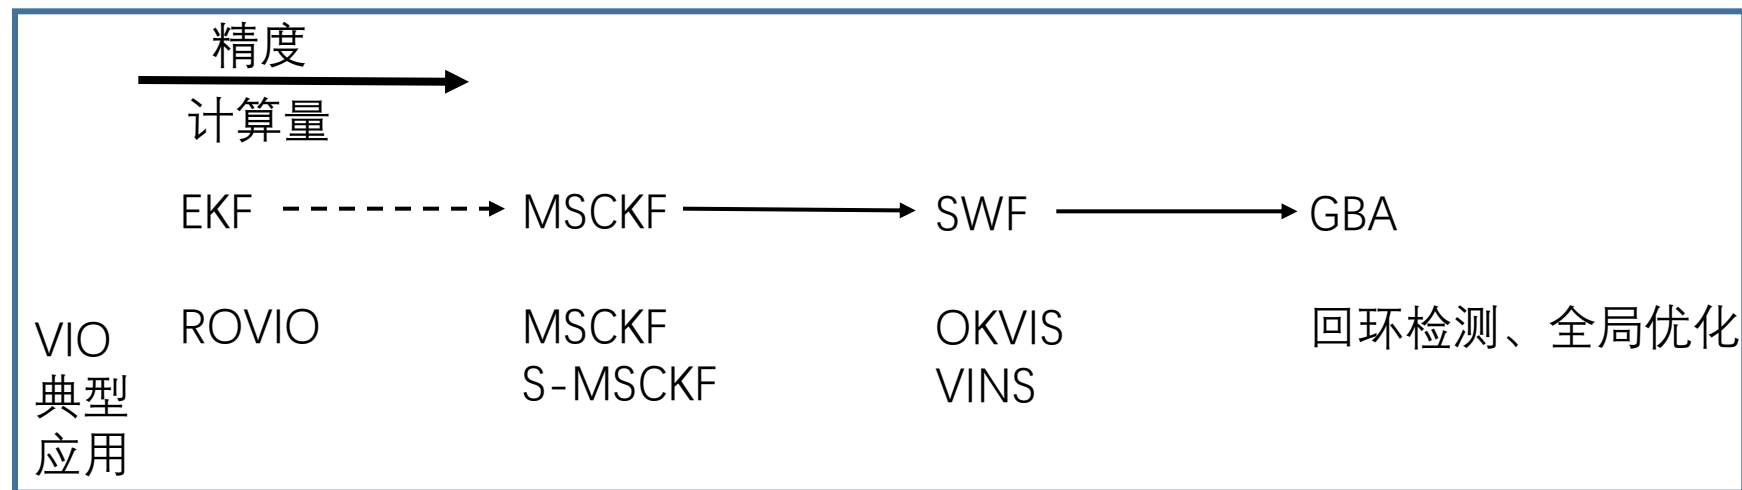 精度
计算量
EKF MSCKF SWF GBA
VIO
典型
应用
ROVIO
MSCKF
S-MSCKF
OKVIS
VINS
回环检测、全局优化